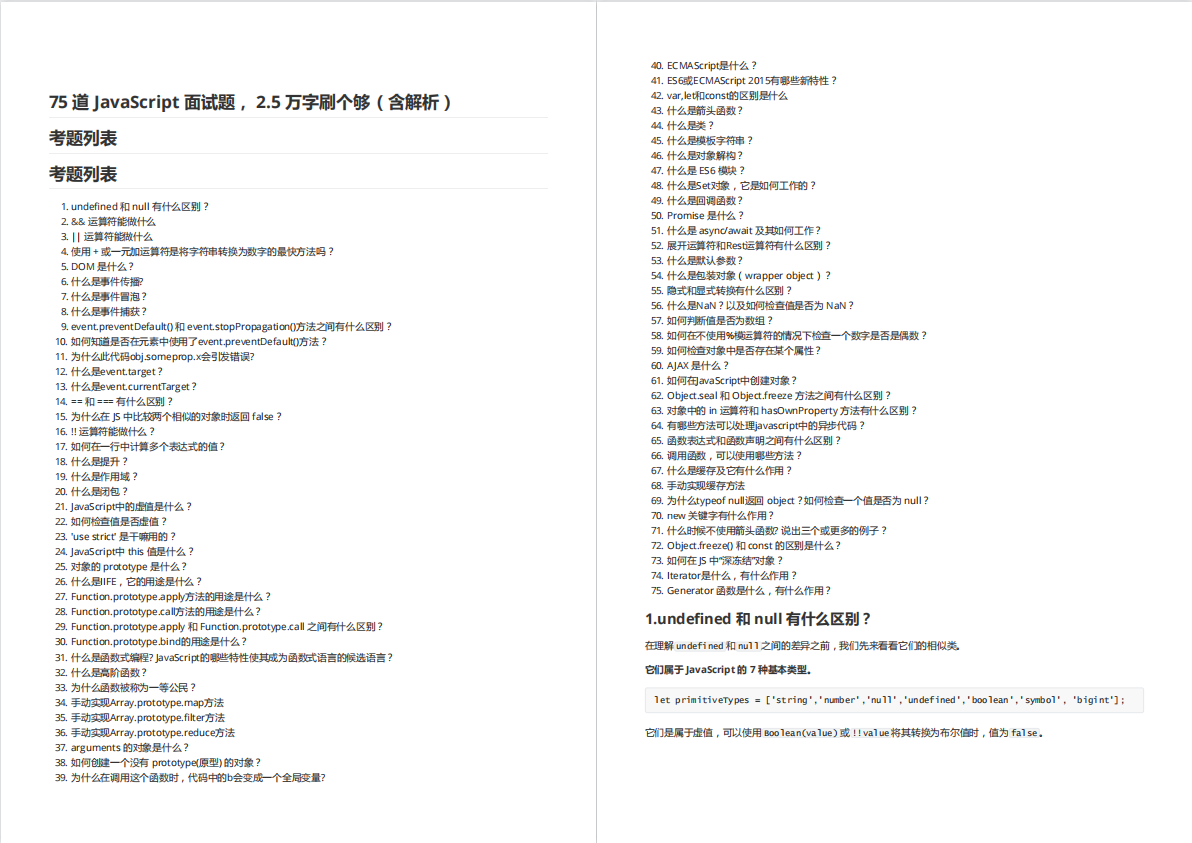 75 道 JavaScript 面试题， 2.5 万字刷个够（含解析）
考题列表
考题列表
1. undefined 和 null 有什么区别？
2. && 运算符能做什么
3. || 运算符能做什么
4. 使用 + 或一元加运算符是将字符串转换为数字的最快方法吗？
5. DOM 是什么？
6. 什么是事件传播?
7. 什么是事件冒泡？
8. 什么是事件捕获？
9. event.preventDefault() 和 event.stopPropagation()方法之间有什么区别？
10. 如何知道是否在元素中使用了event.preventDefault()方法？
11. 为什么此代码obj.someprop.x会引发错误?
12. 什么是event.target？
13. 什么是event.currentTarget？
14. == 和 === 有什么区别？
15. 为什么在 JS 中比较两个相似的对象时返回 false？
16. !! 运算符能做什么？
17. 如何在一行中计算多个表达式的值？
18. 什么是提升？
19. 什么是作用域？
20. 什么是闭包？
21. JavaScript中的虚值是什么？
22. 如何检查值是否虚值？
23. 'use strict' 是干嘛用的？
24. JavaScript中 this 值是什么？
25. 对象的 prototype 是什么？
26. 什么是IIFE，它的用途是什么？
27. Function.prototype.apply方法的用途是什么？
28. Function.prototype.call方法的用途是什么？
29. Function.prototype.apply 和 Function.prototype.call 之间有什么区别？
30. Function.prototype.bind的用途是什么？
31. 什么是函数式编程? JavaScript的哪些特性使其成为函数式语言的候选语言？
32. 什么是高阶函数？
33. 为什么函数被称为一等公民？
34. 手动实现Array.prototype.map方法
35. 手动实现Array.prototype.filter方法
36. 手动实现Array.prototype.reduce方法
37. arguments 的对象是什么？
38. 如何创建一个没有 prototype(原型)的对象？
39. 为什么在调用这个函数时，代码中的b会变成一个全局变量?
40. ECMAScript是什么？
41. ES6或ECMAScript 2015有哪些新特性？
42. var,let和const的区别是什么
43. 什么是箭头函数？
44. 什么是类？
45. 什么是模板字符串？
46. 什么是对象解构？
47. 什么是 ES6 模块？
48. 什么是Set对象，它是如何工作的？
49. 什么是回调函数？
50. Promise 是什么？
51. 什么是 async/await 及其如何工作？
52. 展开运算符和Rest运算符有什么区别？
53. 什么是默认参数？
54. 什么是包装对象（wrapper object）？
55. 隐式和显式转换有什么区别？
56. 什么是NaN？以及如何检查值是否为 NaN？
57. 如何判断值是否为数组？
58. 如何在不使用%模运算符的情况下检查一个数字是否是偶数？
59. 如何检查对象中是否存在某个属性？
60. AJAX 是什么？
61. 如何在JavaScript中创建对象？
62. Object.seal 和 Object.freeze 方法之间有什么区别？
63. 对象中的 in 运算符和 hasOwnProperty 方法有什么区别？
64. 有哪些方法可以处理javascript中的异步代码？
65. 函数表达式和函数声明之间有什么区别？
66. 调用函数，可以使用哪些方法？
67. 什么是缓存及它有什么作用？
68. 手动实现缓存方法
69. 为什么typeof null返回 object？如何检查一个值是否为 null？
70. new 关键字有什么作用？
71. 什么时候不使用箭头函数? 说出三个或更多的例子？
72. Object.freeze() 和 const 的区别是什么？
73. 如何在 JS 中“深冻结”对象？
74. Iterator是什么，有什么作用？
75. Generator 函数是什么，有什么作用？
1.undefined 和 null 有什么区别？
在理解 undefined 和 null 之间的差异之前，我们先来看看它们的相似类。
它们属于 JavaScript 的 7 种基本类型。
let primitiveTypes = ['string','number','null','undefined','boolean','symbol', 'bigint'];
它们是属于虚值，可以使用 Boolean(value) 或 !!value 将其转换为布尔值时，值为 false。